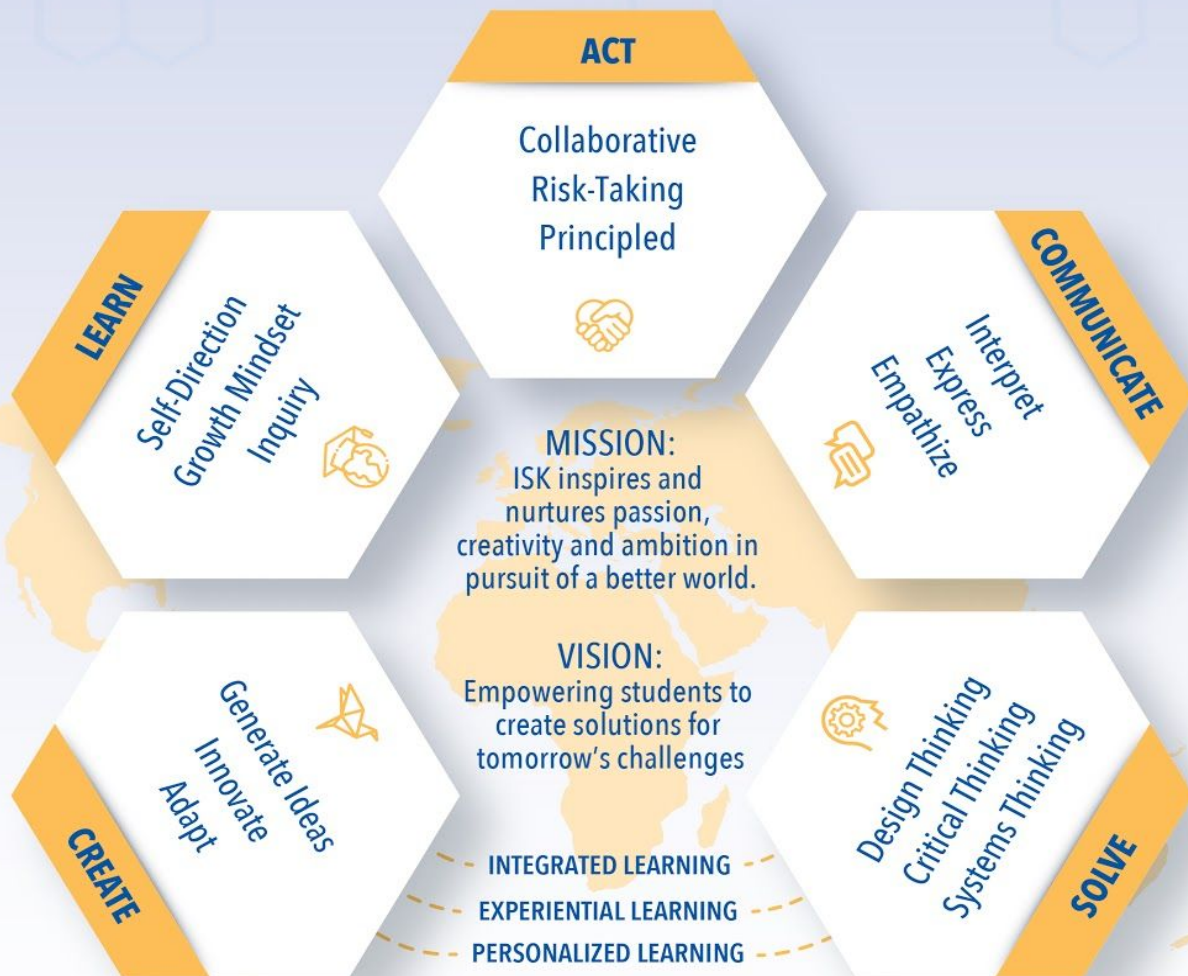 ACT
Collaborative
Risk-Taking
Principled
LEARN
Self-Direction
Growth Mindset
Inquiry
COMMUNICATE
Interpret
Express
Empathize
MISSION:
ISK inspires and
nurtures passion,
creativity and ambition in
pursuit of a better world.
VISION:
Empowering students to
create solutions for
tomorrow's challenges
CREATE
Generate Ideas
Innovate
Adapt
Design Thinking
Critical Thinking
Systems Thinking
SOLVE
INTEGRATED LEARNING
EXPERIENTIAL LEARNING
PERSONALIZED LEARNING